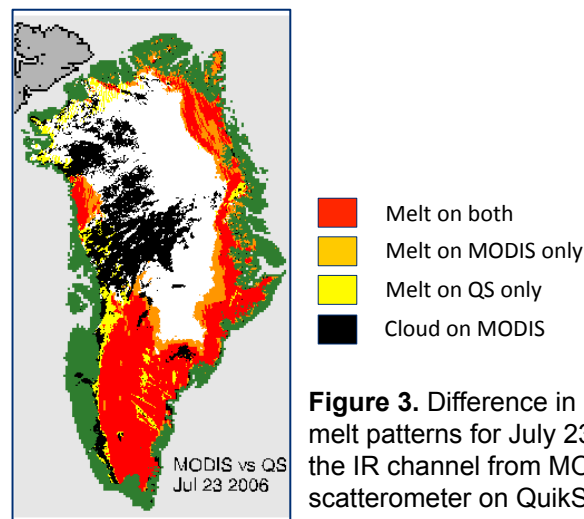 MODIS vs QS
Jul 23 2006
Melt on both
Melt on MODIS only
Melt on QS only
Cloud on MODIS
Figure 3. Difference in
melt patterns for July 23
the IR channel from MO
scatterometer on QuikS